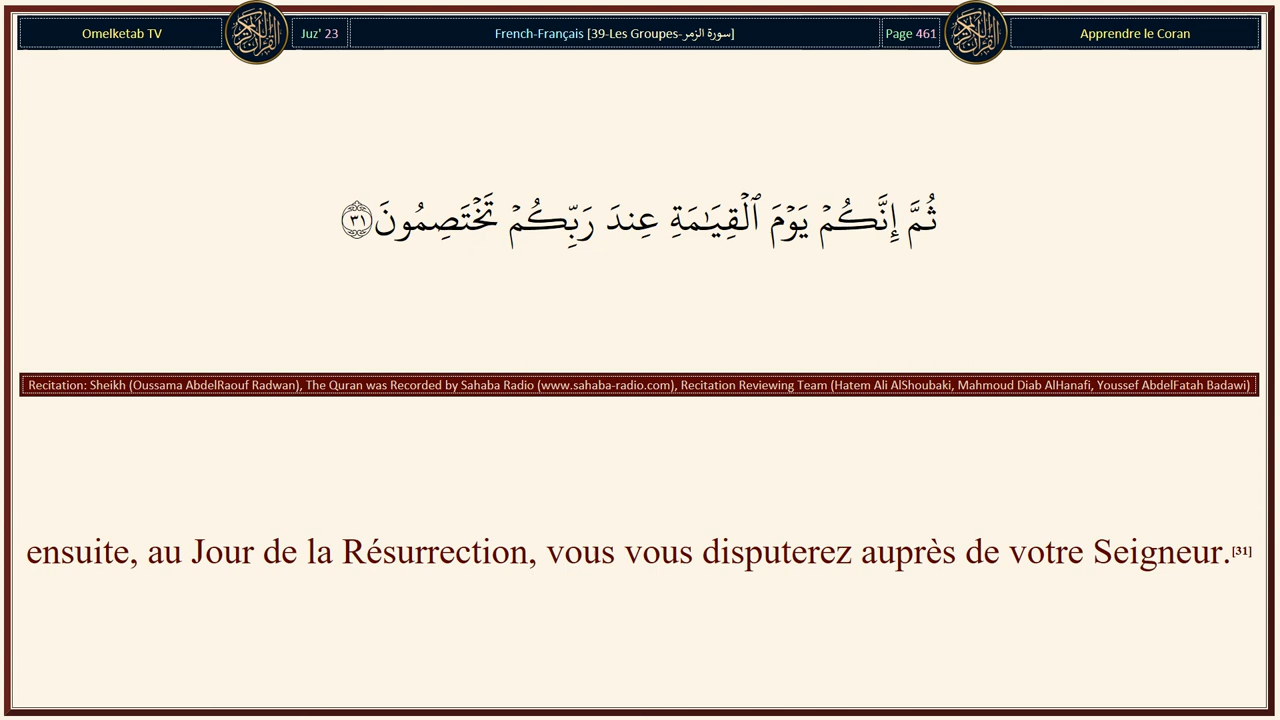 Omelketab TV
Juz' 23
French-Français [39-Les Groupes-سورة الزمر]
Page 461
Apprendre le Coran
ثُمَّ إِنَّكُمۡ يَوۡمَ ٱلۡقِيَٰمَةِ عِندَ رَبِّكُمۡ تَخۡتَصِمُونَ ٣١
Recitation: Sheikh (Oussama AbdelRaouf Radwan), The Quran was Recorded by Sahaba Radio (www.sahaba-radio.com), Recitation Reviewing Team (Hatem Ali AlShoubaki, Mahmoud Diab AlHanafi, Youssef AbdelFatah Badawi)
ensuite, au Jour de la Résurrection, vous vous disputerez auprès de votre Seigneur.[31]